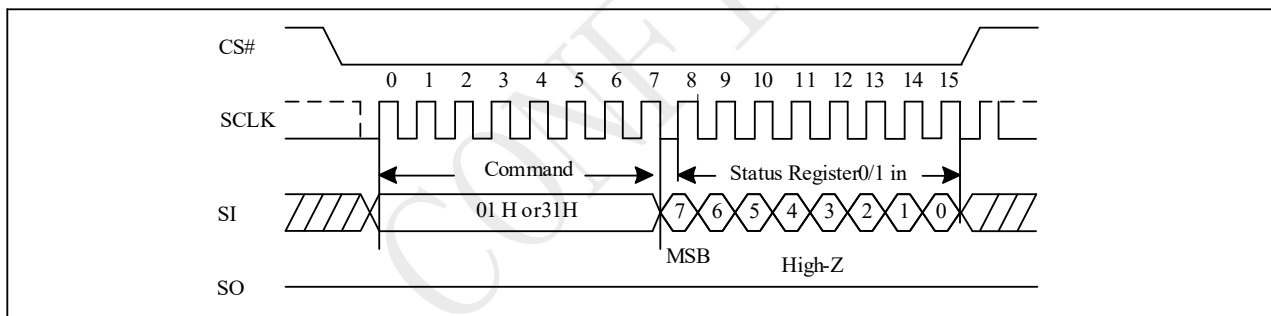 CS#
0 1 2 3 4 5 6 7 8 9 10 11 12 13 14 15
SCLK
Command Status Register0/1 in
SI 01 H or31H 7 6 5 4 3 2 1 0
MSB High-Z
SO